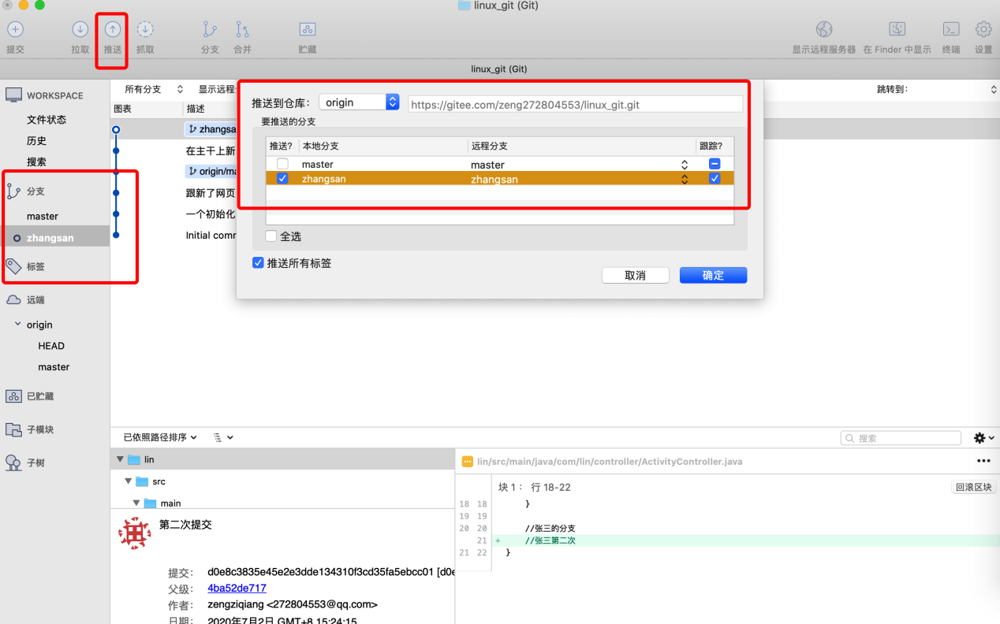 linux_git (Git)
提交
拉取
推送
抓取
分支
合并
贮藏
显示远程服务器
在 Finder 中显示
终端
设置
linux_git (Git)
WORKSPACE
文件状态
历史
搜索
分支
master
zhangsan
标签
远端
origin
HEAD
master
已贮藏
子模块
子树
所有分支
显示远程
跳转到:
图表
描述
zhangsa
在主干上新
origin/ma
跟新了网页
一个初始化
Initial comm
推送到仓库:
origin
https://gitee.com/zeng272804553/linux_git.git
要推送的分支
推送? 本地分支 远程分支 跟踪?
master master
zhangsan zhangsan
全选
推送所有标签
取消
确定
已依照路径排序
搜索
lin
src
main
第二次提交
提交: d0e8c3835e45e2e3dde134310f3cd35fa5ebcc01 [d0e
父级: 4ba52de717
作者: zengziqiang <272804553@qq.com>
日期: 2020年7月2日 GMT+8 15:24:15
lin/src/main/java/com/lin/controller/ActivityController.java
块 1: 行 18-22
回滚区块
18 18 }
19 19
20 20 //张三的分支
21 + //张三第二次
21 22 }